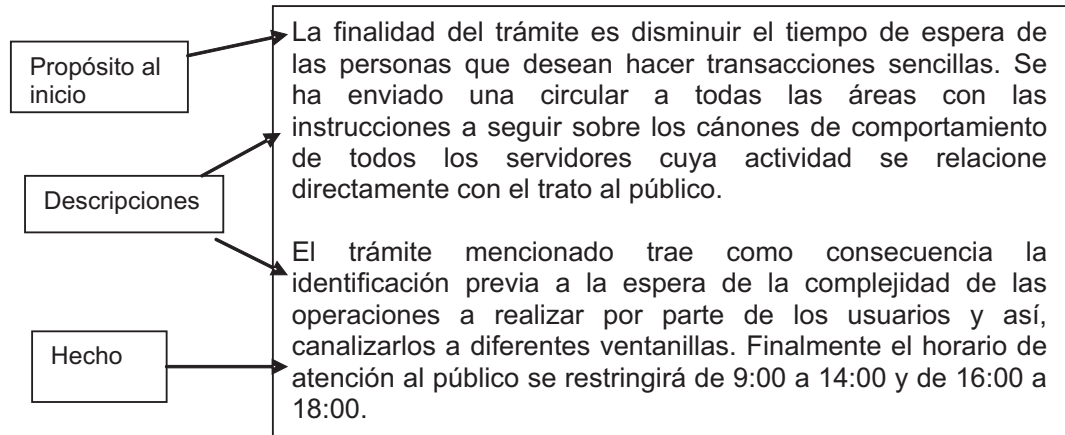 Propósito al
inicio
Descripciones
Hecho
La finalidad del trámite es disminuir el tiempo de espera de
las personas que desean hacer transacciones sencillas. Se
ha enviado una circular a todas las áreas con las
instrucciones a seguir sobre los cánones de comportamiento
de todos los servidores cuya actividad se relacione
directamente con el trato al público.
El trámite mencionado trae como consecuencia la
identificación previa a la espera de la complejidad de las
operaciones a realizar por parte de los usuarios y así,
canalizarlos a diferentes ventanillas. Finalmente el horario de
atención al público se restringirá de 9:00 a 14:00 y de 16:00 a
18:00.